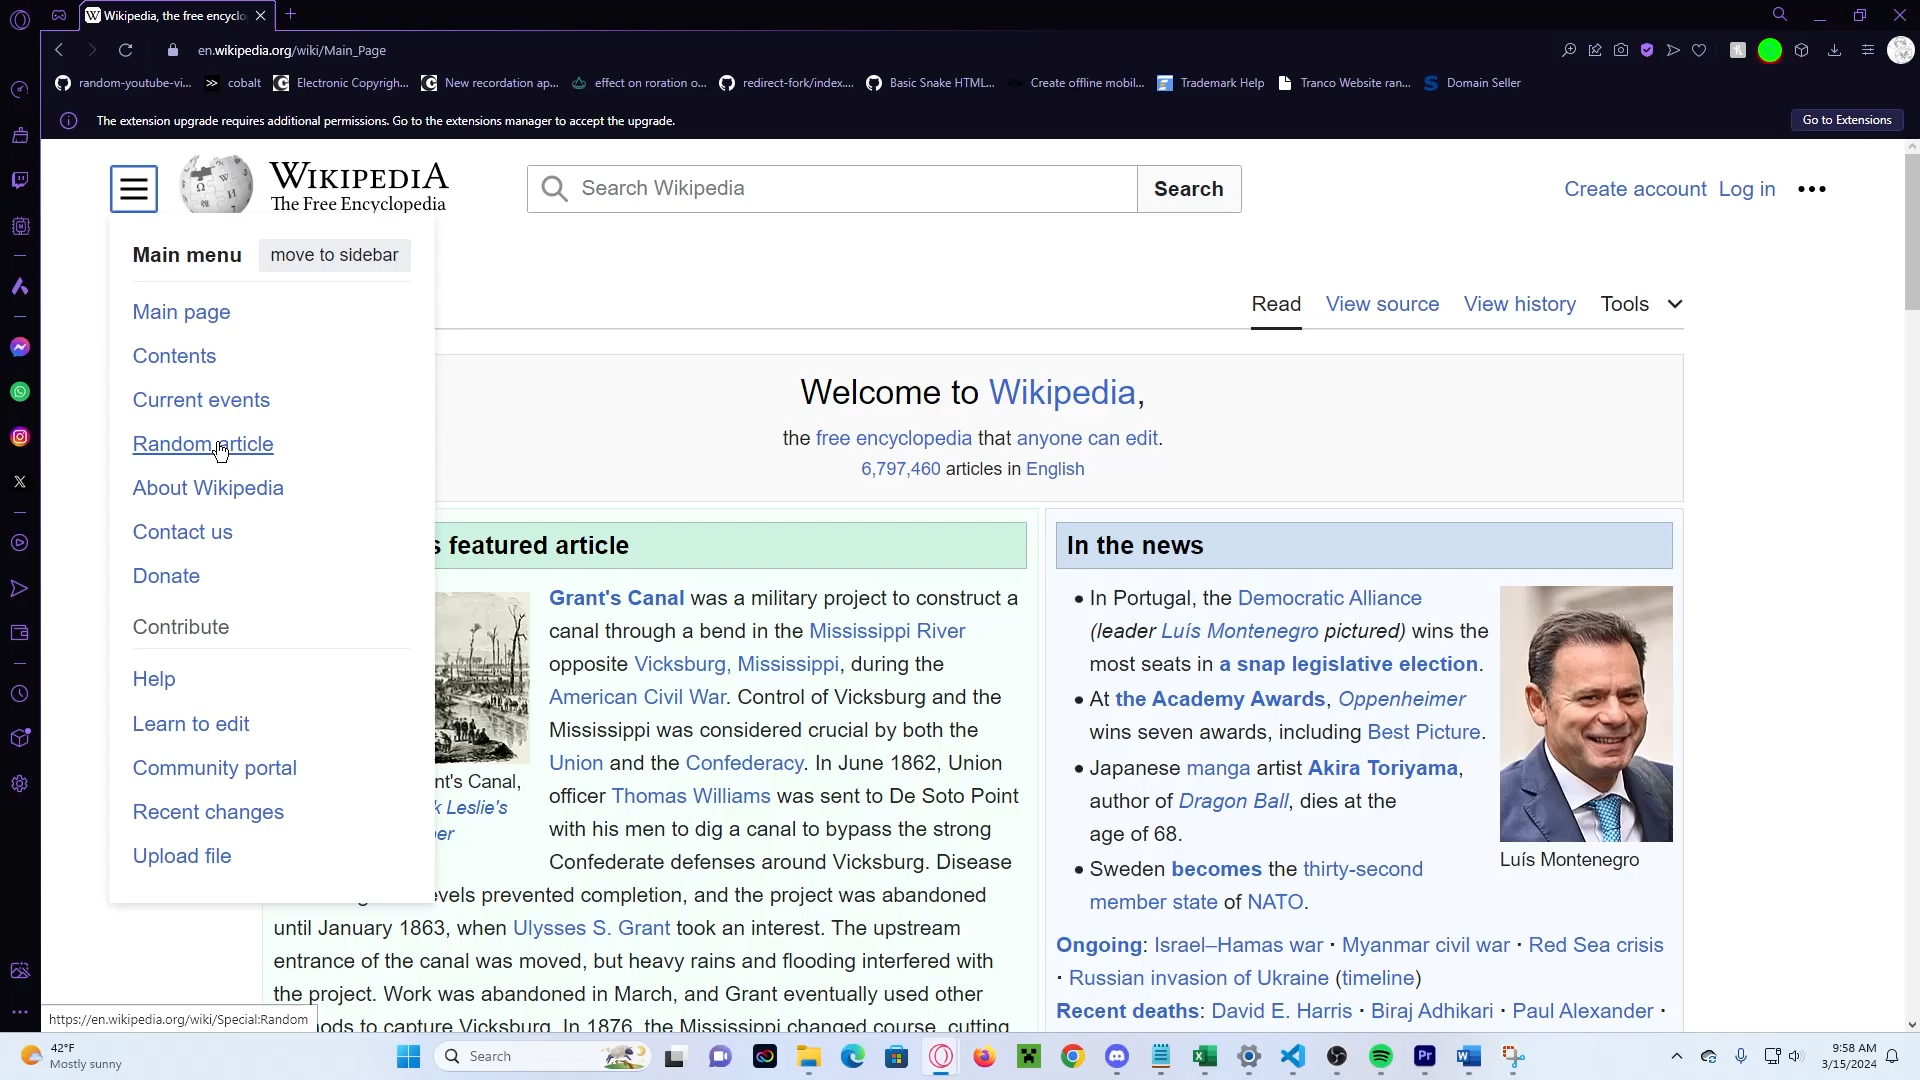 Wikipedia, the free encyclo
en.wikipedia.org/wiki/Main_Page
random-youtube-vi...
cobalt
Electronic Copyrigh...
New recordation ap...
effect on roration o...
redirect-fork/index....
Basic Snake HTML...
Create offline mobil...
Trademark Help
Tranco Website ran...
Domain Seller
The extension upgrade requires additional permissions. Go to the extensions manager to accept the upgrade.
Go to Extensions
WIKIPEDIA
The Free Encyclopedia
Search Wikipedia
Search
Create account
Log in
Main menu
move to sidebar
Main page
Contents
Current events
Random article
About Wikipedia
Contact us
Donate
Contribute
Help
Learn to edit
Community portal
Recent changes
Upload file
Read
View source
View history
Tools
Welcome to Wikipedia,
the free encyclopedia that anyone can edit.
6,797,460 articles in English
s featured article
Grant's Canal was a military project to construct a
canal through a bend in the Mississippi River
opposite Vicksburg, Mississippi, during the
American Civil War. Control of Vicksburg and the
Mississippi was considered crucial by both the
Union and the Confederacy. In June 1862, Union
officer Thomas Williams was sent to De Soto Point
with his men to dig a canal to bypass the strong
Confederate defenses around Vicksburg. Disease
nt's Canal,
k Leslie's
er
evels prevented completion, and the project was abandoned
until January 1863, when Ulysses S. Grant took an interest. The upstream
entrance of the canal was moved, but heavy rains and flooding interfered with
the project. Work was abandoned in March, and Grant eventually used other
ods to capture Vicksburg. In 1876, the Mississippi changed course, cutting
In the news
• In Portugal, the Democratic Alliance
(leader Luís Montenegro pictured) wins the
most seats in a snap legislative election.
• At the Academy Awards, Oppenheimer
wins seven awards, including Best Picture.
• Japanese manga artist Akira Toriyama,
author of Dragon Ball, dies at the
age of 68.
• Sweden becomes the thirty-second
member state of NATO.
Luís Montenegro
Ongoing: Israel–Hamas war · Myanmar civil war · Red Sea crisis
· Russian invasion of Ukraine (timeline)
Recent deaths: David E. Harris · Biraj Adhikari · Paul Alexander ·
https://en.wikipedia.org/wiki/Special:Random
42°F
Mostly sunny
Search
Pr
9:58 AM
3/15/2024